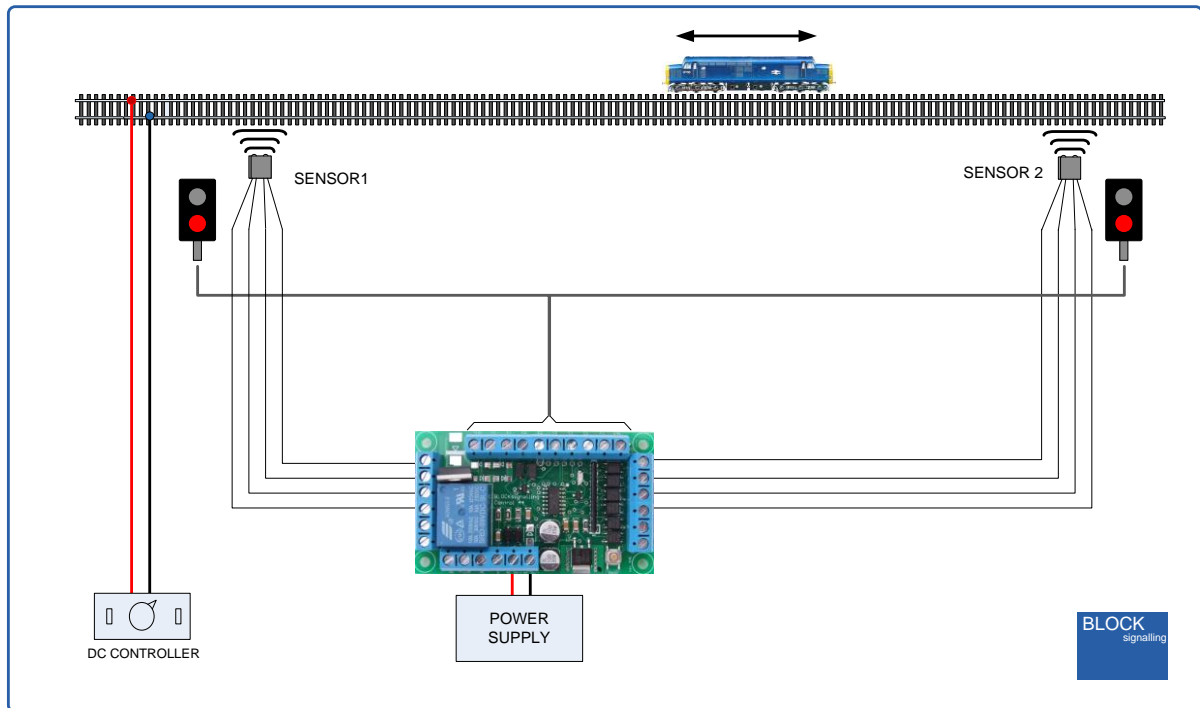 SENSOR1
SENSOR 2
POWER
SUPPLY
DC CONTROLLER
BLOCK
signalling